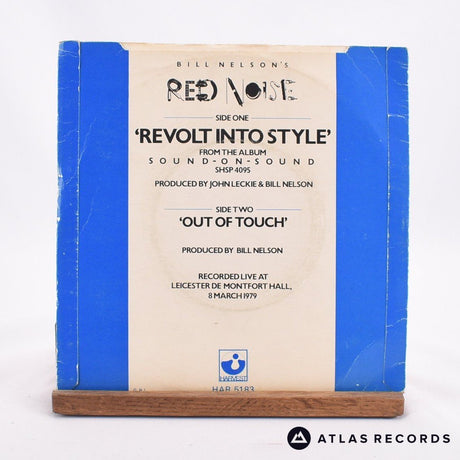 BILL NELSON'S
RED NOISE
SIDE ONE
'REVOLT INTO STYLE'
FROM THE ALBUM
SOUND-ON-SOUND
SHSP 4095
PRODUCED BY JOHN LECKIE & BILL NELSON
SIDE TWO
'OUT OF TOUCH'
PRODUCED BY BILL NELSON
RECORDED LIVE AT
LEICESTER DE MONTFORT HALL,
8 MARCH 1979
HARVEST
HAR 5183
ATLAS RECORDS